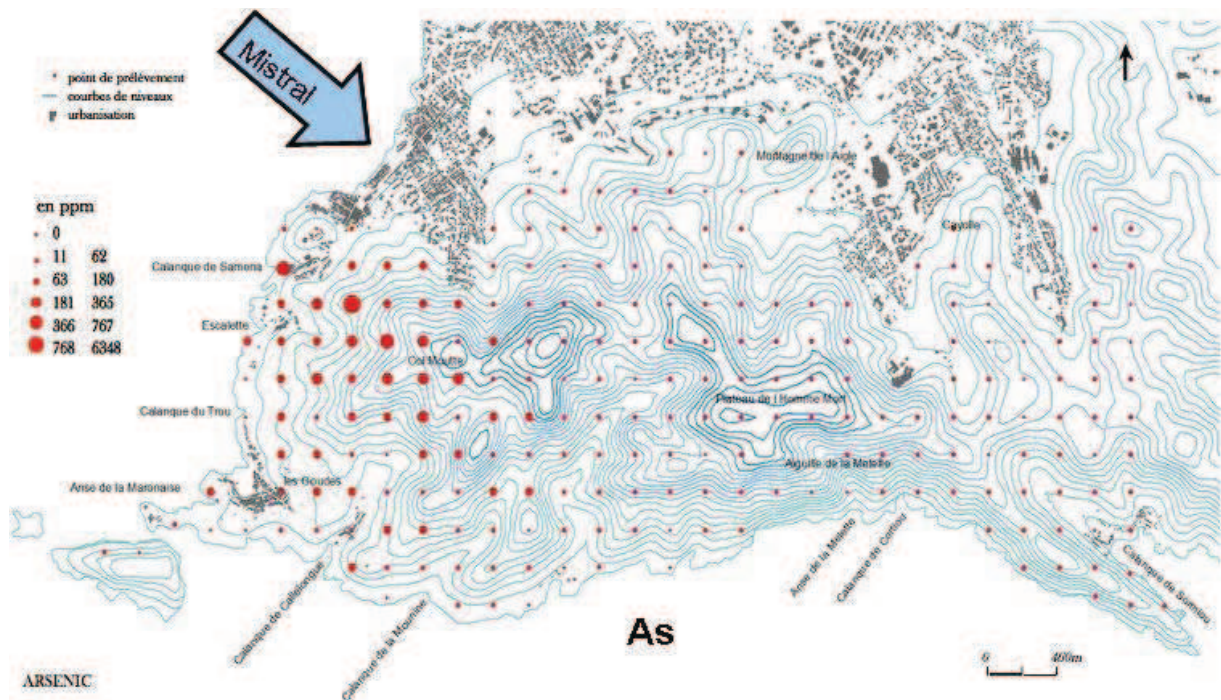 Mistral
point de prélèvement
courbes de niveaux
urbanisation
en ppm
0
11 62
63 180
181 365
366 767
768 6348
Montagne de l'Aigle
Cayolle
Calanque de Samena
Escalette
Col Moutte
Calanque du Trou
Plateau de l'Homme Mort
Aiguille de la Melette
Anse de la Maronaise
les Goudes
Calanque de Callelongue
Calanque de la Mounine
Anse de la Melette
Calanque de Cortiou
Calanque de Sormiou
As
0 400m
ARSENIC